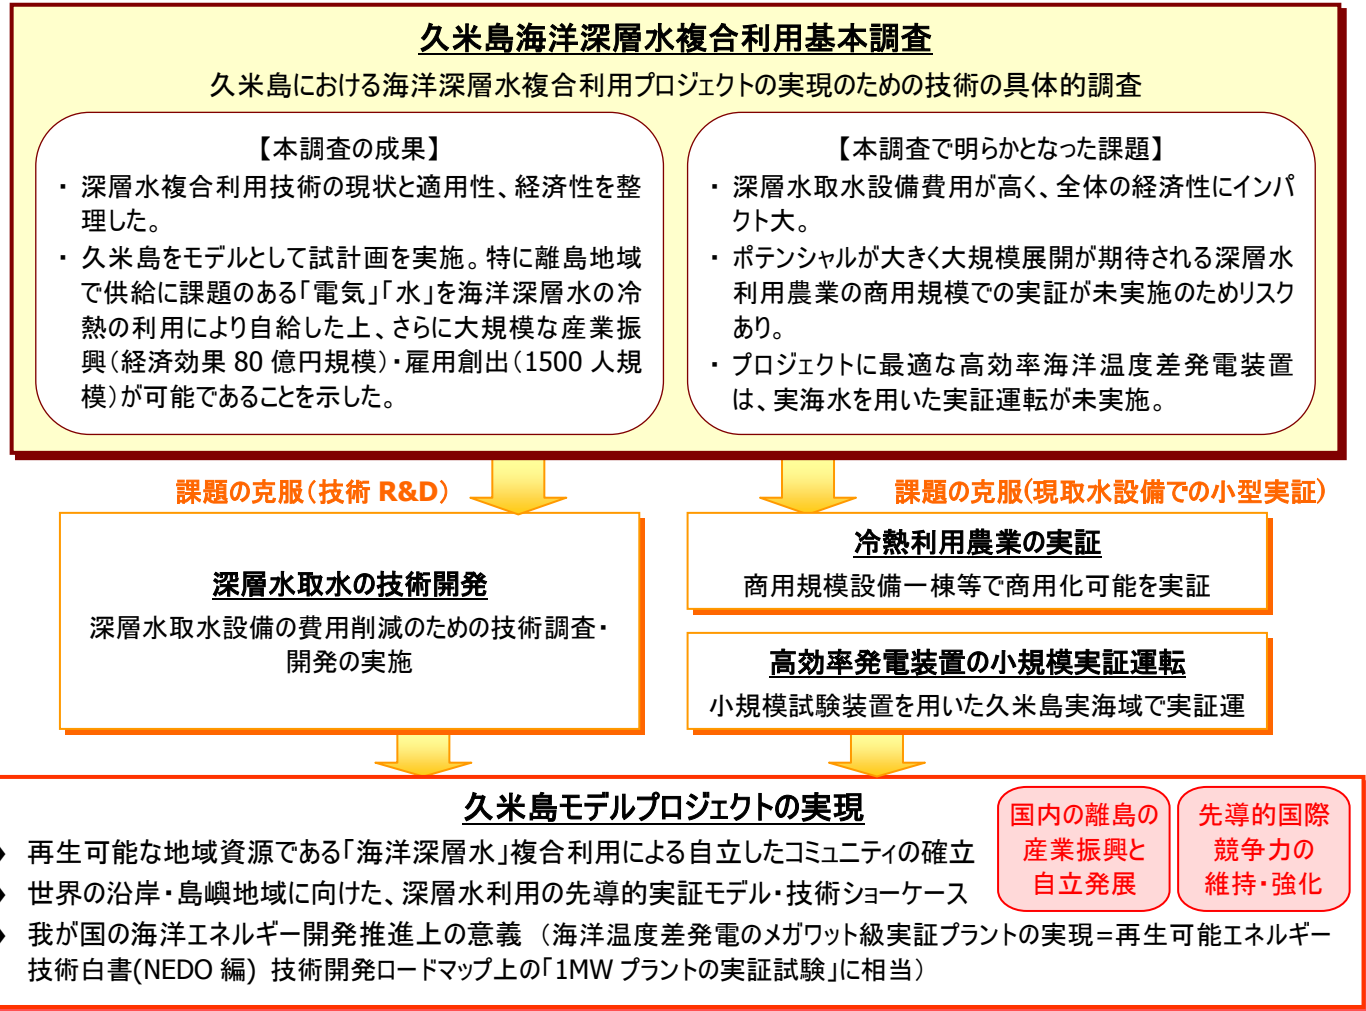 久米島海洋深層水複合利用基本調査
久米島における海洋深層水複合利用プロジェクトの実現のための技術の具体的調査
【本調査の成果】
・ 深層水複合利用技術の現状と適用性、経済性を整
理した。
・ 久米島をモデルとして試計画を実施。特に離島地域
で供給に課題のある「電気」「水」を海洋深層水の冷
熱の利用により自給した上、さらに大規模な産業振
興(経済効果 80 億円規模)・雇用創出(1500 人規
模)が可能であることを示した。
【本調査で明らかとなった課題】
・ 深層水取水設備費用が高く、全体の経済性にインパ
クト大。
・ ポテンシャルが大きく大規模展開が期待される深層水
利用農業の商用規模での実証が未実施のためリスク
あり。
・ プロジェクトに最適な高効率海洋温度差発電装置
は、実海水を用いた実証運転が未実施。
課題の克服(技術 R&D)
課題の克服(現取水設備での小型実証)
深層水取水の技術開発
深層水取水設備の費用削減のための技術調査・
開発の実施
冷熱利用農業の実証
商用規模設備一棟等で商用化可能を実証
高効率発電装置の小規模実証運転
小規模試験装置を用いた久米島実海域で実証運
久米島モデルプロジェクトの実現
国内の離島の
産業振興と
自立発展
先導的国際
競争力の
維持・強化
再生可能な地域資源である「海洋深層水」複合利用による自立したコミュニティの確立
世界の沿岸・島嶼地域に向けた、深層水利用の先導的実証モデル・技術ショーケース
我が国の海洋エネルギー開発推進上の意義 (海洋温度差発電のメガワット級実証プラントの実現=再生可能エネルギー
技術白書(NEDO 編) 技術開発ロードマップ上の「1MW プラントの実証試験」に相当)